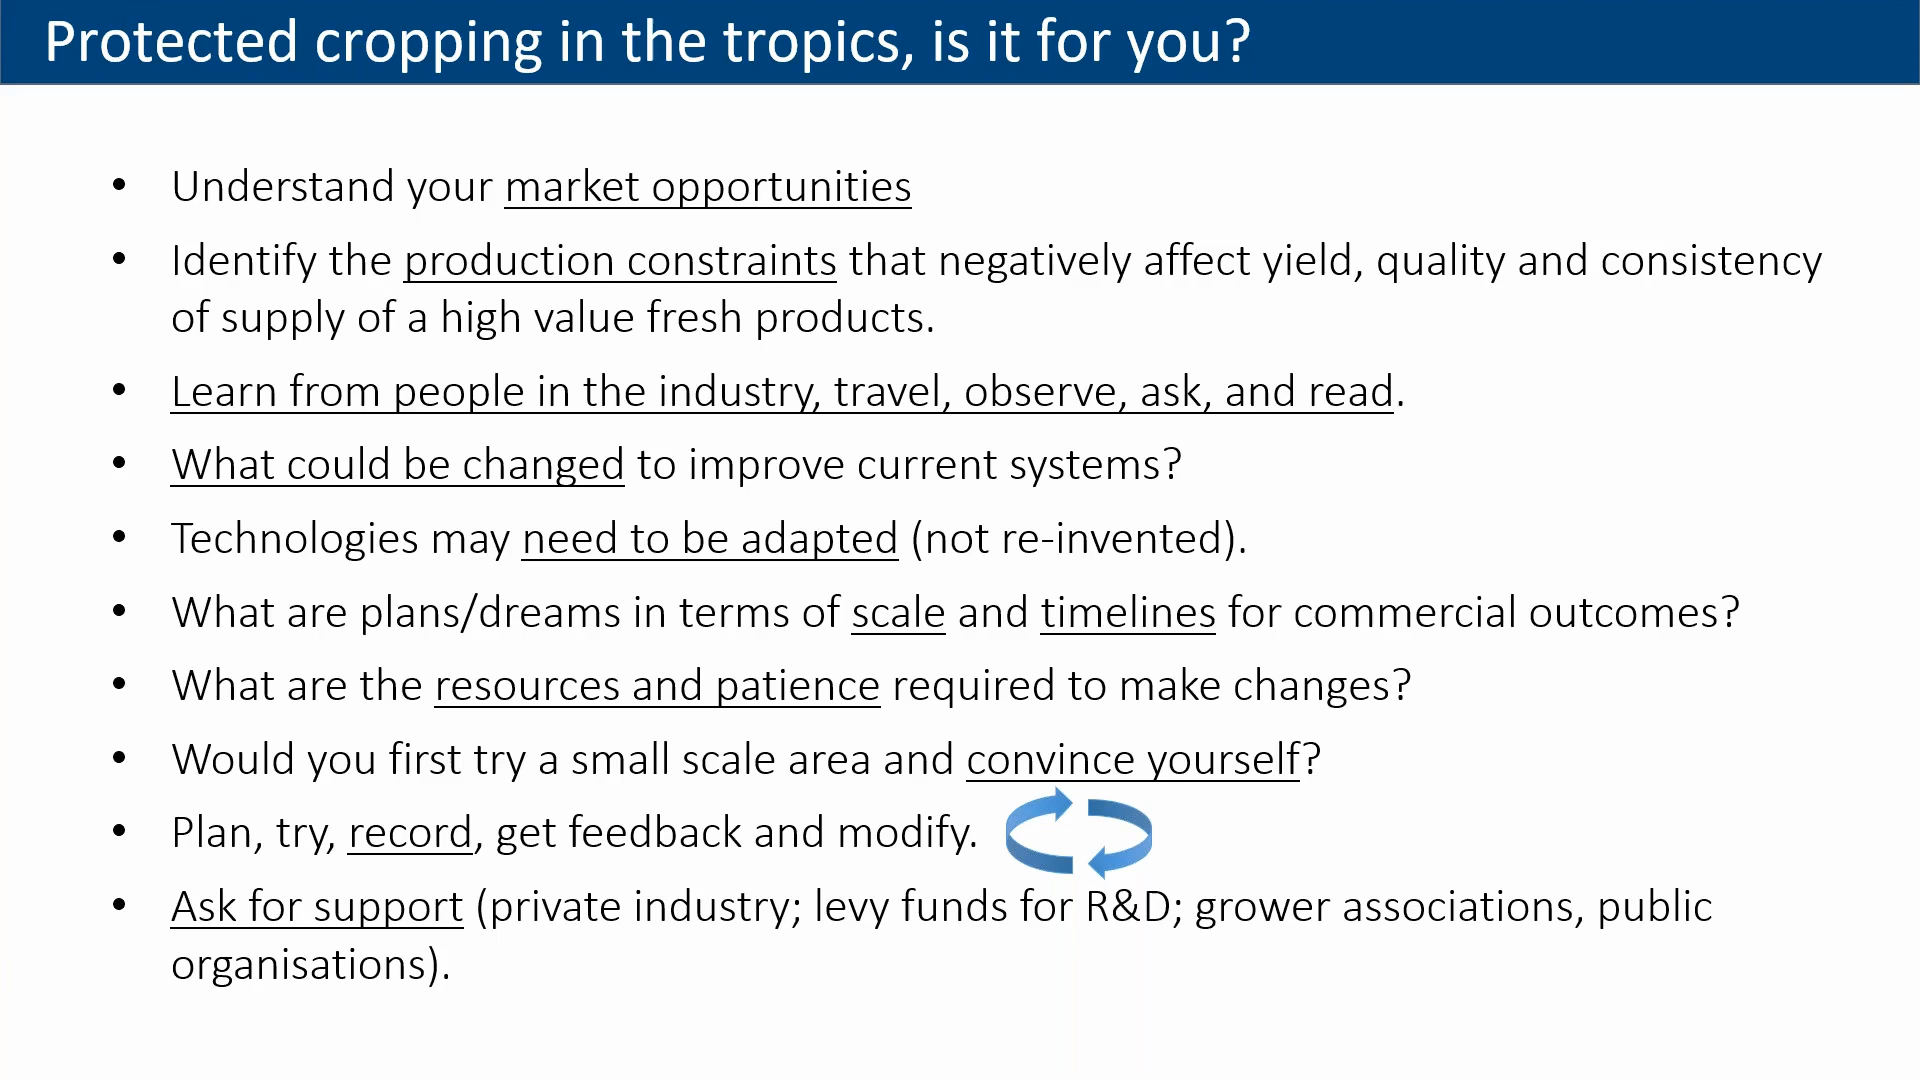 Protected cropping in the tropics, is it for you?
• Understand your market opportunities
• Identify the production constraints that negatively affect yield, quality and consistency
of supply of a high value fresh products.
• Learn from people in the industry, travel, observe, ask, and read.
• What could be changed to improve current systems?
• Technologies may need to be adapted (not re-invented).
• What are plans/dreams in terms of scale and timelines for commercial outcomes?
• What are the resources and patience required to make changes?
• Would you first try a small scale area and convince yourself?
• Plan, try, record, get feedback and modify.
• Ask for support (private industry; levy funds for R&D; grower associations, public
organisations).